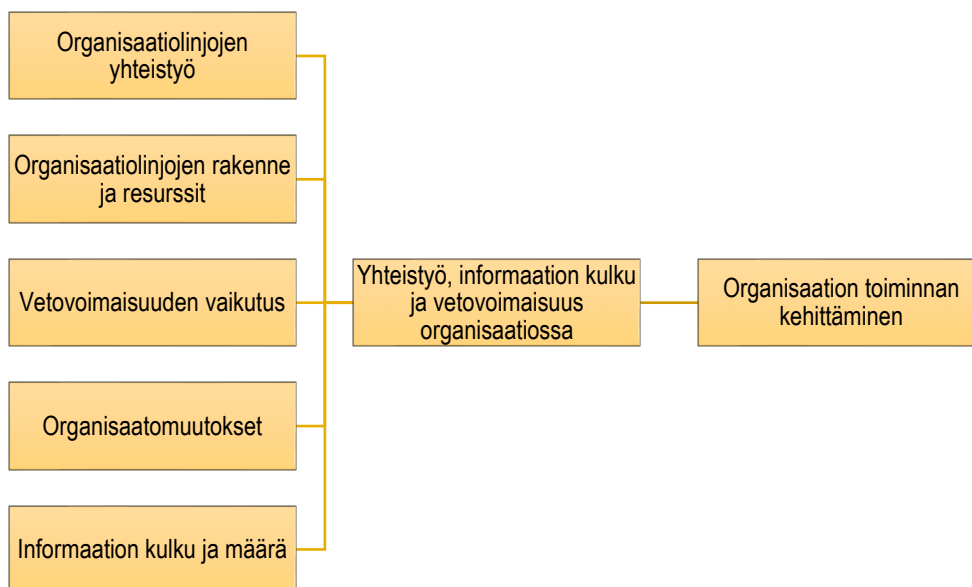 Organisaatiolinjojen
yhteistyö
Organisaatiolinjojen rakenne
ja resurssit
Vetovoimaisuuden vaikutus
Organisaatomuutokset
Informaation kulku ja määrä
Yhteistyö, informaation kulku
ja vetovoimaisuus
organisaatiossa
Organisaation toiminnan
kehittäminen